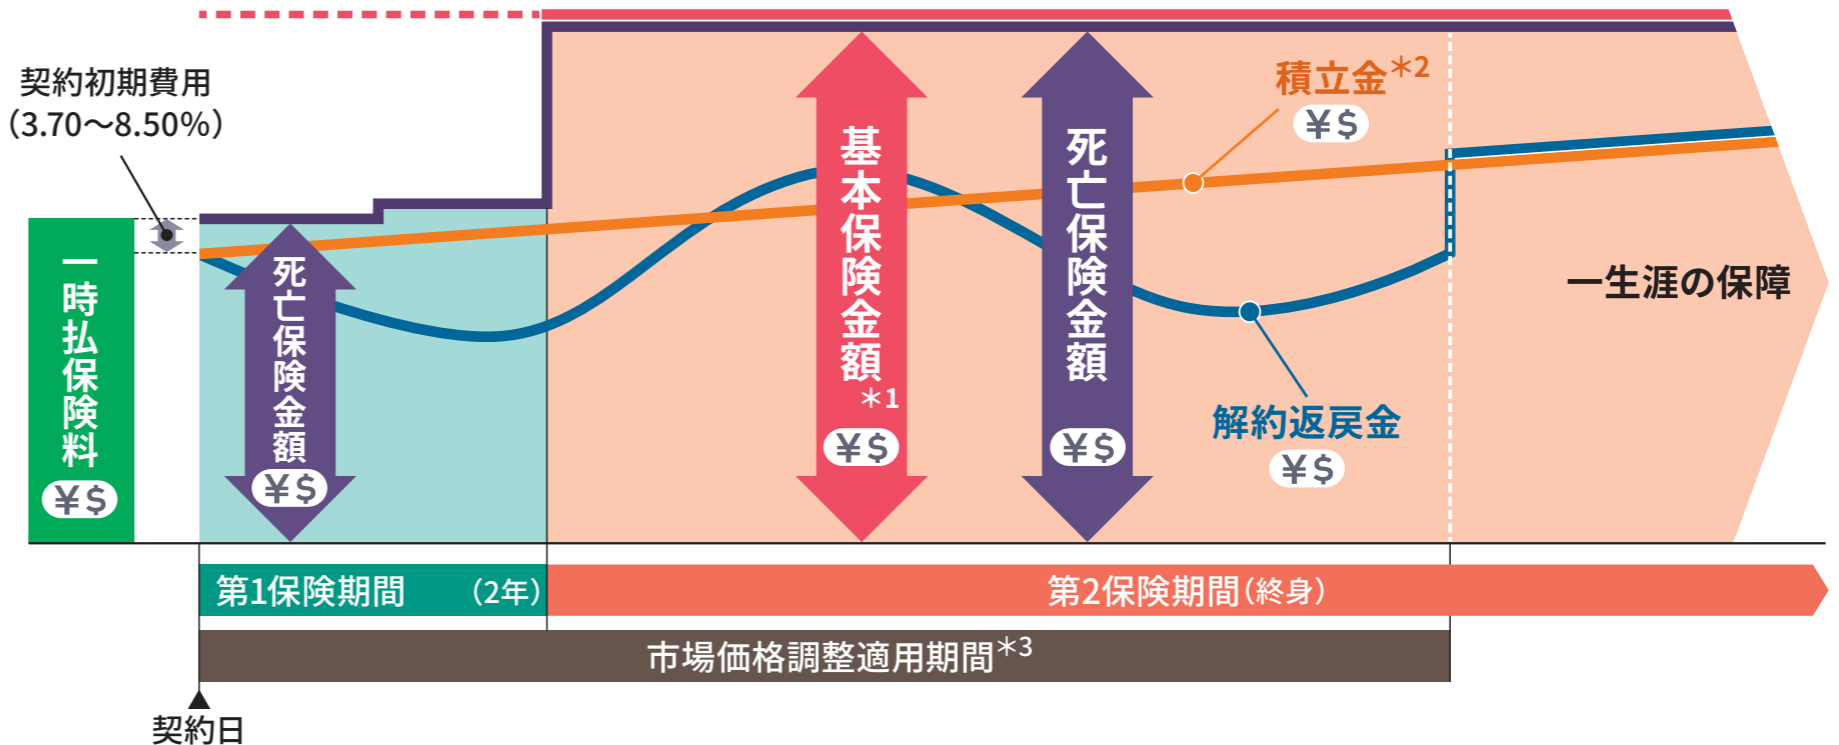 契約初期費用
（3.70～8.50％）
一時払保険料
¥$
死亡保険金額
¥$
基本保険金額
＊1
¥$
死亡保険金額
¥$
積立金＊2
¥$
解約返戻金
¥$
一生涯の保障
第1保険期間 （2年）
第2保険期間（終身）
市場価格調整適用期間＊3
契約日